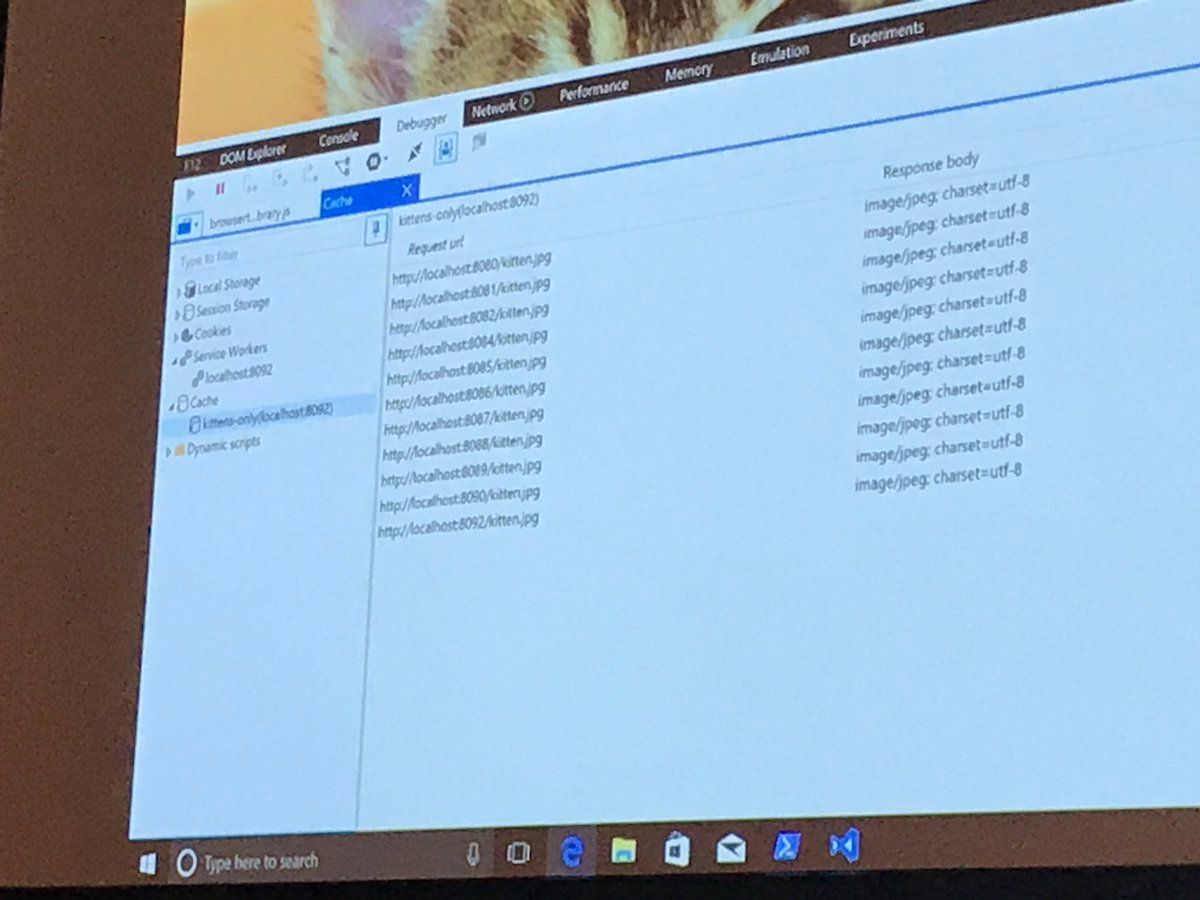 F12 DOM Explorer Console Debugger Network Performance Memory Emulation Experiments
browsert...brary.js Cache X
Type to filter
Local Storage
Session Storage
Cookies
Service Workers
localhost:8092
Cache
kittens-only(localhost:8092)
Dynamic scripts
kittens-only(localhost:8092)
Request url Response body
http://localhost:8080/kitten.jpg image/jpeg; charset=utf-8
http://localhost:8081/kitten.jpg image/jpeg; charset=utf-8
http://localhost:8082/kitten.jpg image/jpeg; charset=utf-8
http://localhost:8084/kitten.jpg image/jpeg; charset=utf-8
http://localhost:8085/kitten.jpg image/jpeg; charset=utf-8
http://localhost:8086/kitten.jpg image/jpeg; charset=utf-8
http://localhost:8087/kitten.jpg image/jpeg; charset=utf-8
http://localhost:8088/kitten.jpg image/jpeg; charset=utf-8
http://localhost:8089/kitten.jpg image/jpeg; charset=utf-8
http://localhost:8090/kitten.jpg image/jpeg; charset=utf-8
http://localhost:8092/kitten.jpg image/jpeg; charset=utf-8
Type here to search